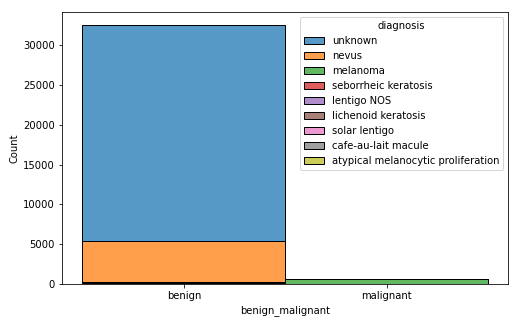 diagnosis
unknown
nevus
melanoma
seborrheic keratosis
lentigo NOS
lichenoid keratosis
solar lentigo
cafe-au-lait macule
atypical melanocytic proliferation
30000
25000
20000
15000
10000
5000
0
Count
benign malignant
benign_malignant